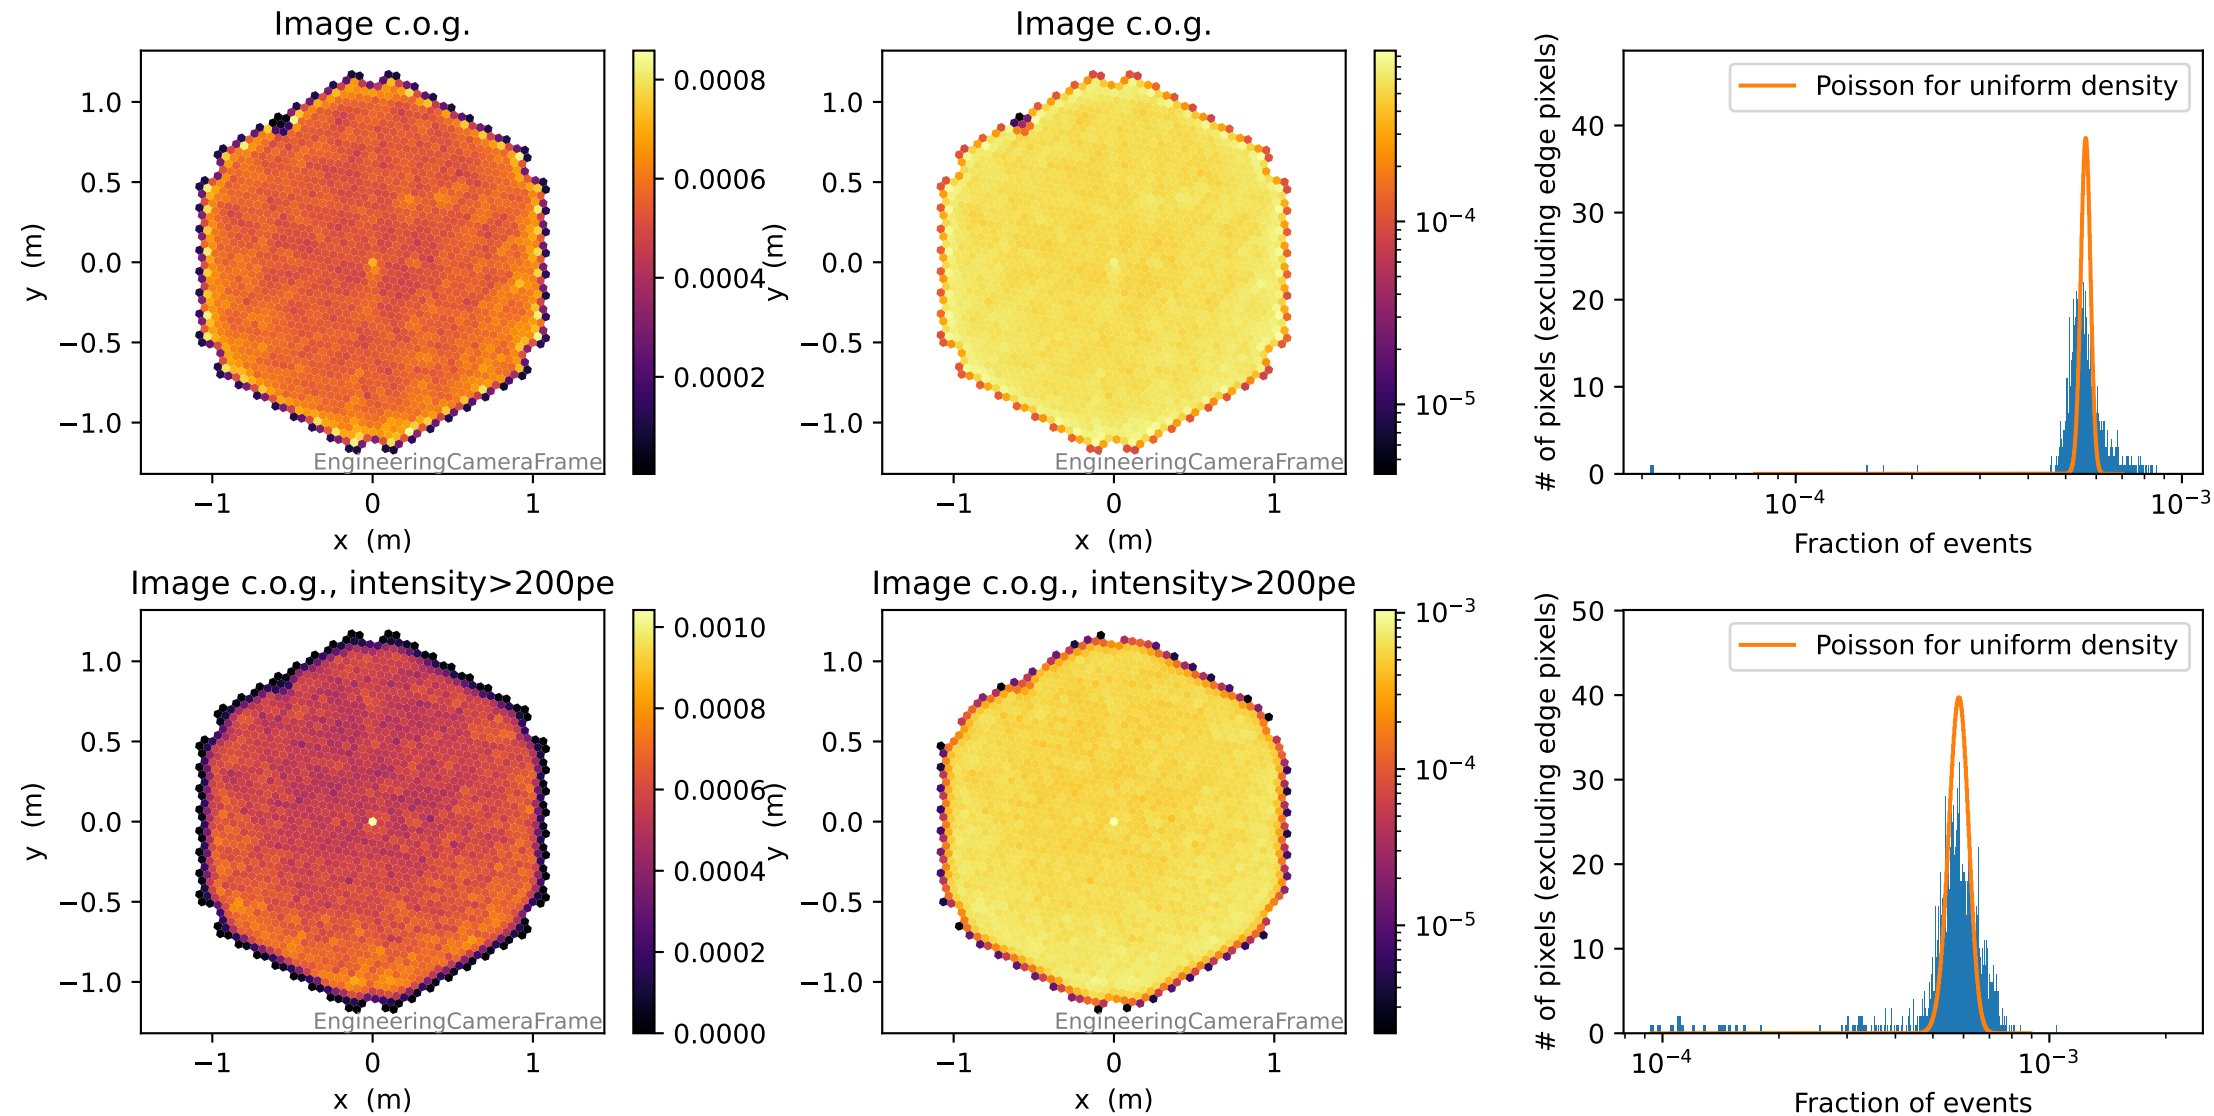 Image c.o.g.
1.0
0.5
0.0
−0.5
−1.0
y (m)
−1
0
1
x (m)
EngineeringCameraFrame
0.0008
0.0006
0.0004
0.0002
Image c.o.g.
1.0
0.5
0.0
−0.5
−1.0
y (m)
−1
0
1
x (m)
EngineeringCameraFrame
10⁻⁴
10⁻⁵
Poisson for uniform density
# of pixels (excluding edge pixels)
40
30
20
10
0
10⁻⁴
10⁻³
Fraction of events
Image c.o.g., intensity>200pe
1.0
0.5
0.0
−0.5
−1.0
y (m)
−1
0
1
x (m)
EngineeringCameraFrame
0.0010
0.0008
0.0006
0.0004
0.0002
0.0000
Image c.o.g., intensity>200pe
1.0
0.5
0.0
−0.5
−1.0
y (m)
−1
0
1
x (m)
EngineeringCameraFrame
10⁻³
10⁻⁴
10⁻⁵
Poisson for uniform density
# of pixels (excluding edge pixels)
50
40
30
20
10
0
10⁻⁴
10⁻³
Fraction of events